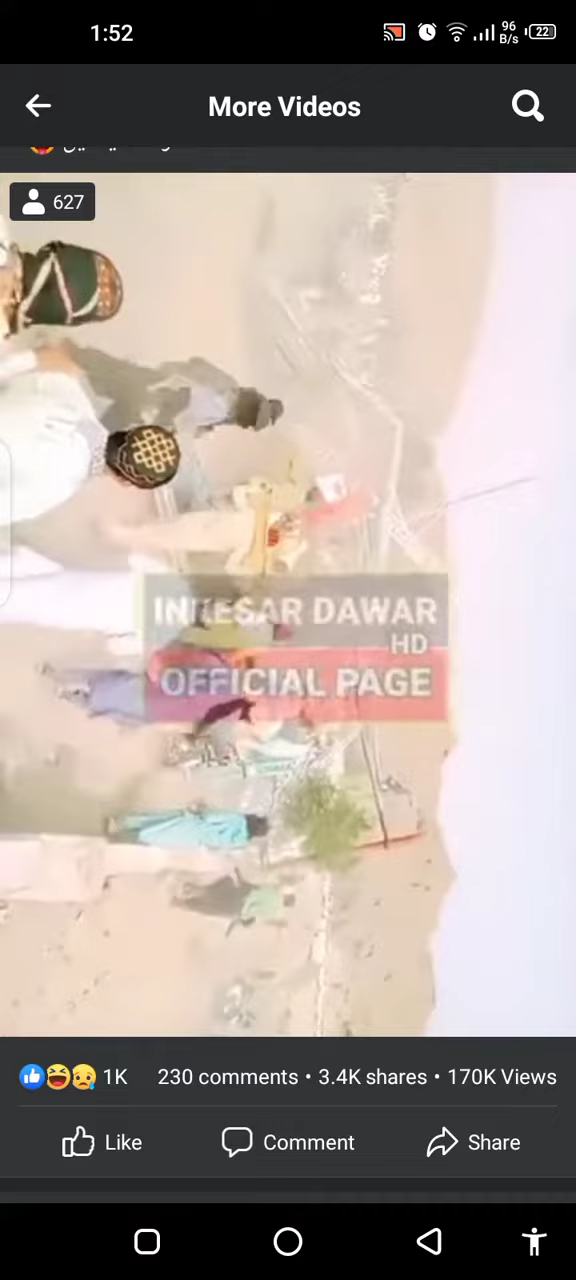 1:52
96
B/s
22
More Videos
627
INTESAR DAWAR
HD
OFFICIAL PAGE
1K 230 comments • 3.4K shares • 170K Views
Like Comment Share